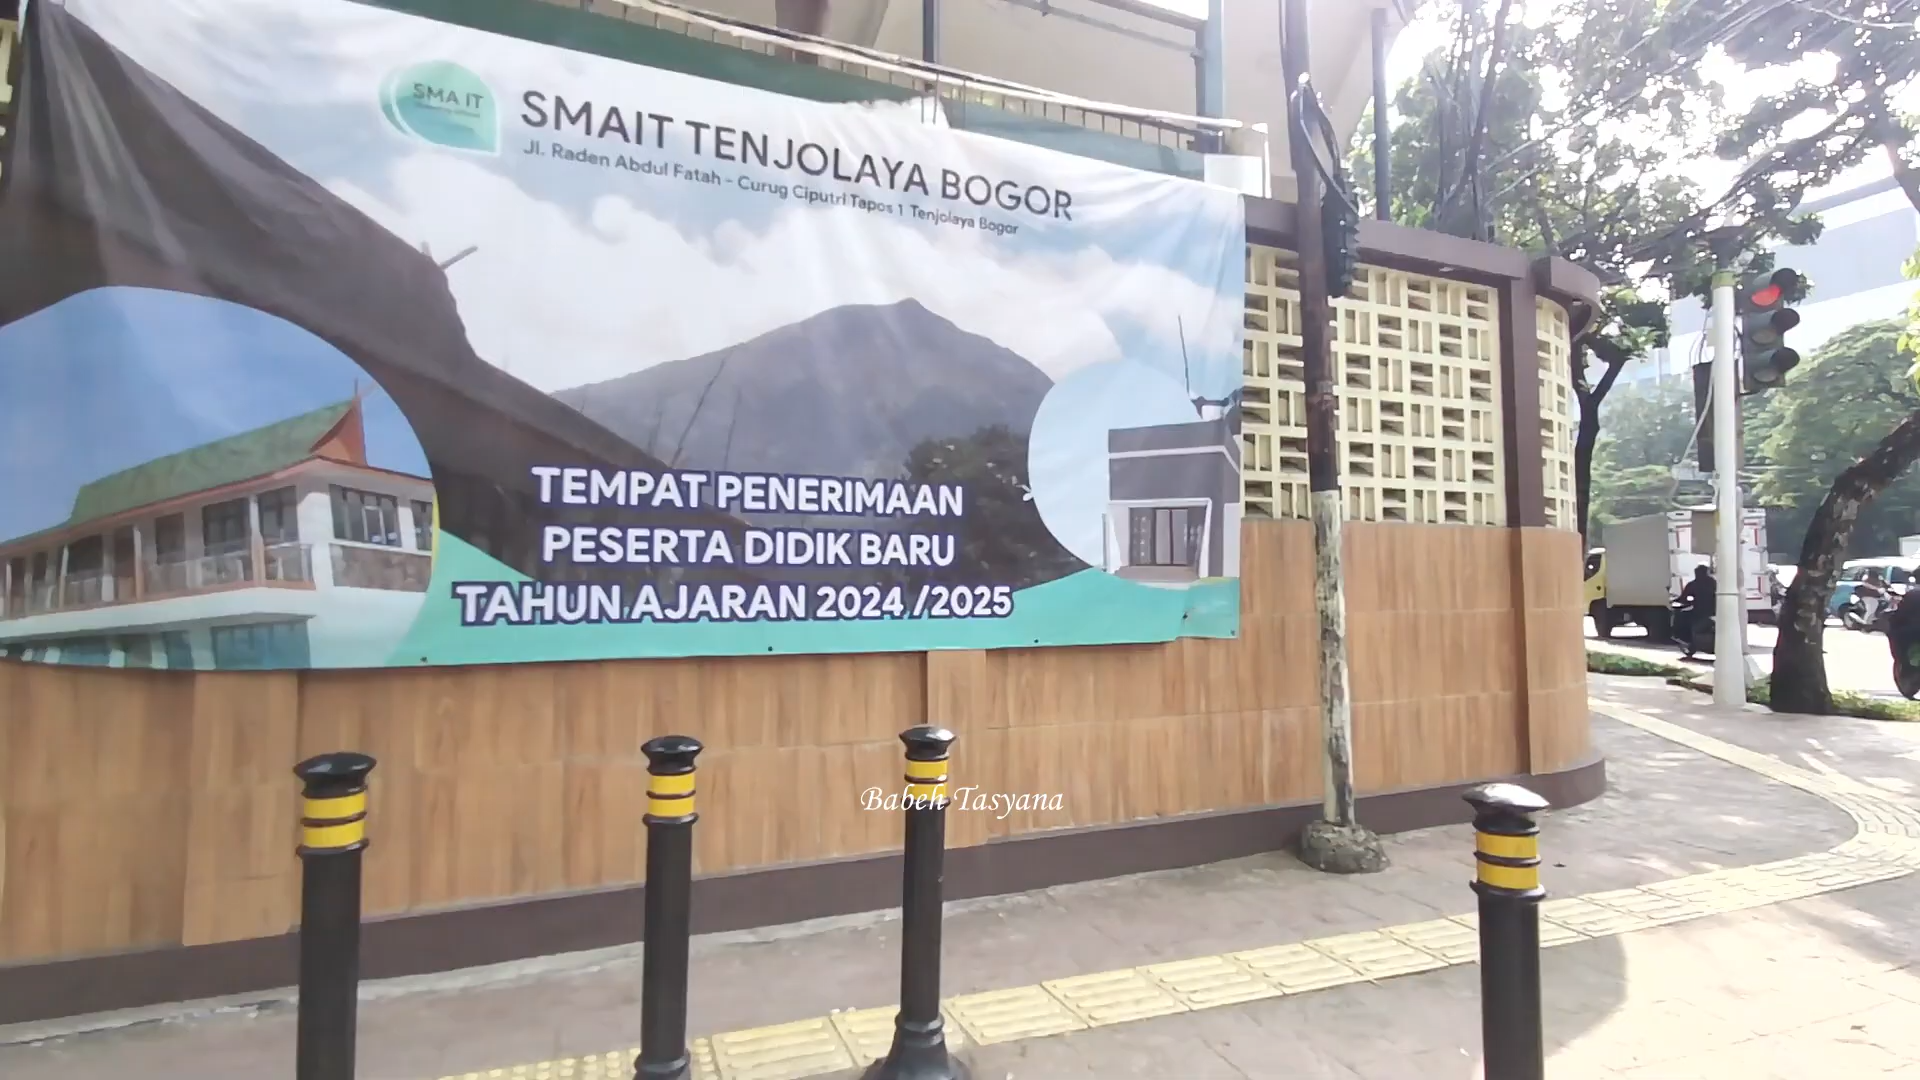 SMA IT
SMAIT TENJOLAYA BOGOR
Jl. Raden Abdul Fatah - Curug Ciputri Tapos 1 Tenjolaya Bogor
TEMPAT PENERIMAAN
PESERTA DIDIK BARU
TAHUN AJARAN 2024 /2025
Babeh Tasyana